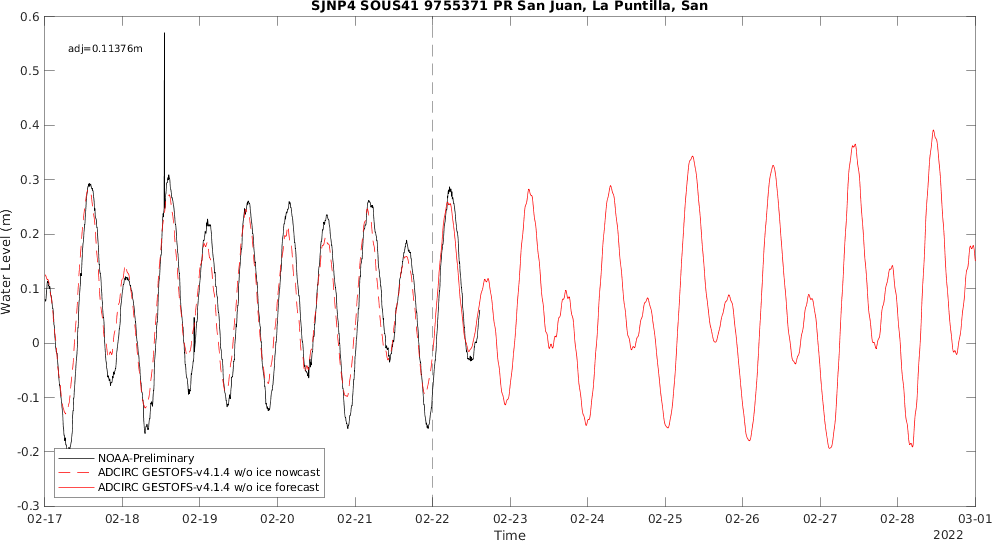 SJNP4 SOUS41 9755371 PR San Juan, La Puntilla, San
0.6
adj=0.11376m
0.5
0.4
0.3
0.2
0.1
0
-0.1
-0.2
-0.3
Water Level (m)
NOAA-Preliminary
ADCIRC GESTOFS-v4.1.4 w/o ice nowcast
ADCIRC GESTOFS-v4.1.4 w/o ice forecast
02-17 02-18 02-19 02-20 02-21 02-22 02-23 02-24 02-25 02-26 02-27 02-28 03-01
Time
2022